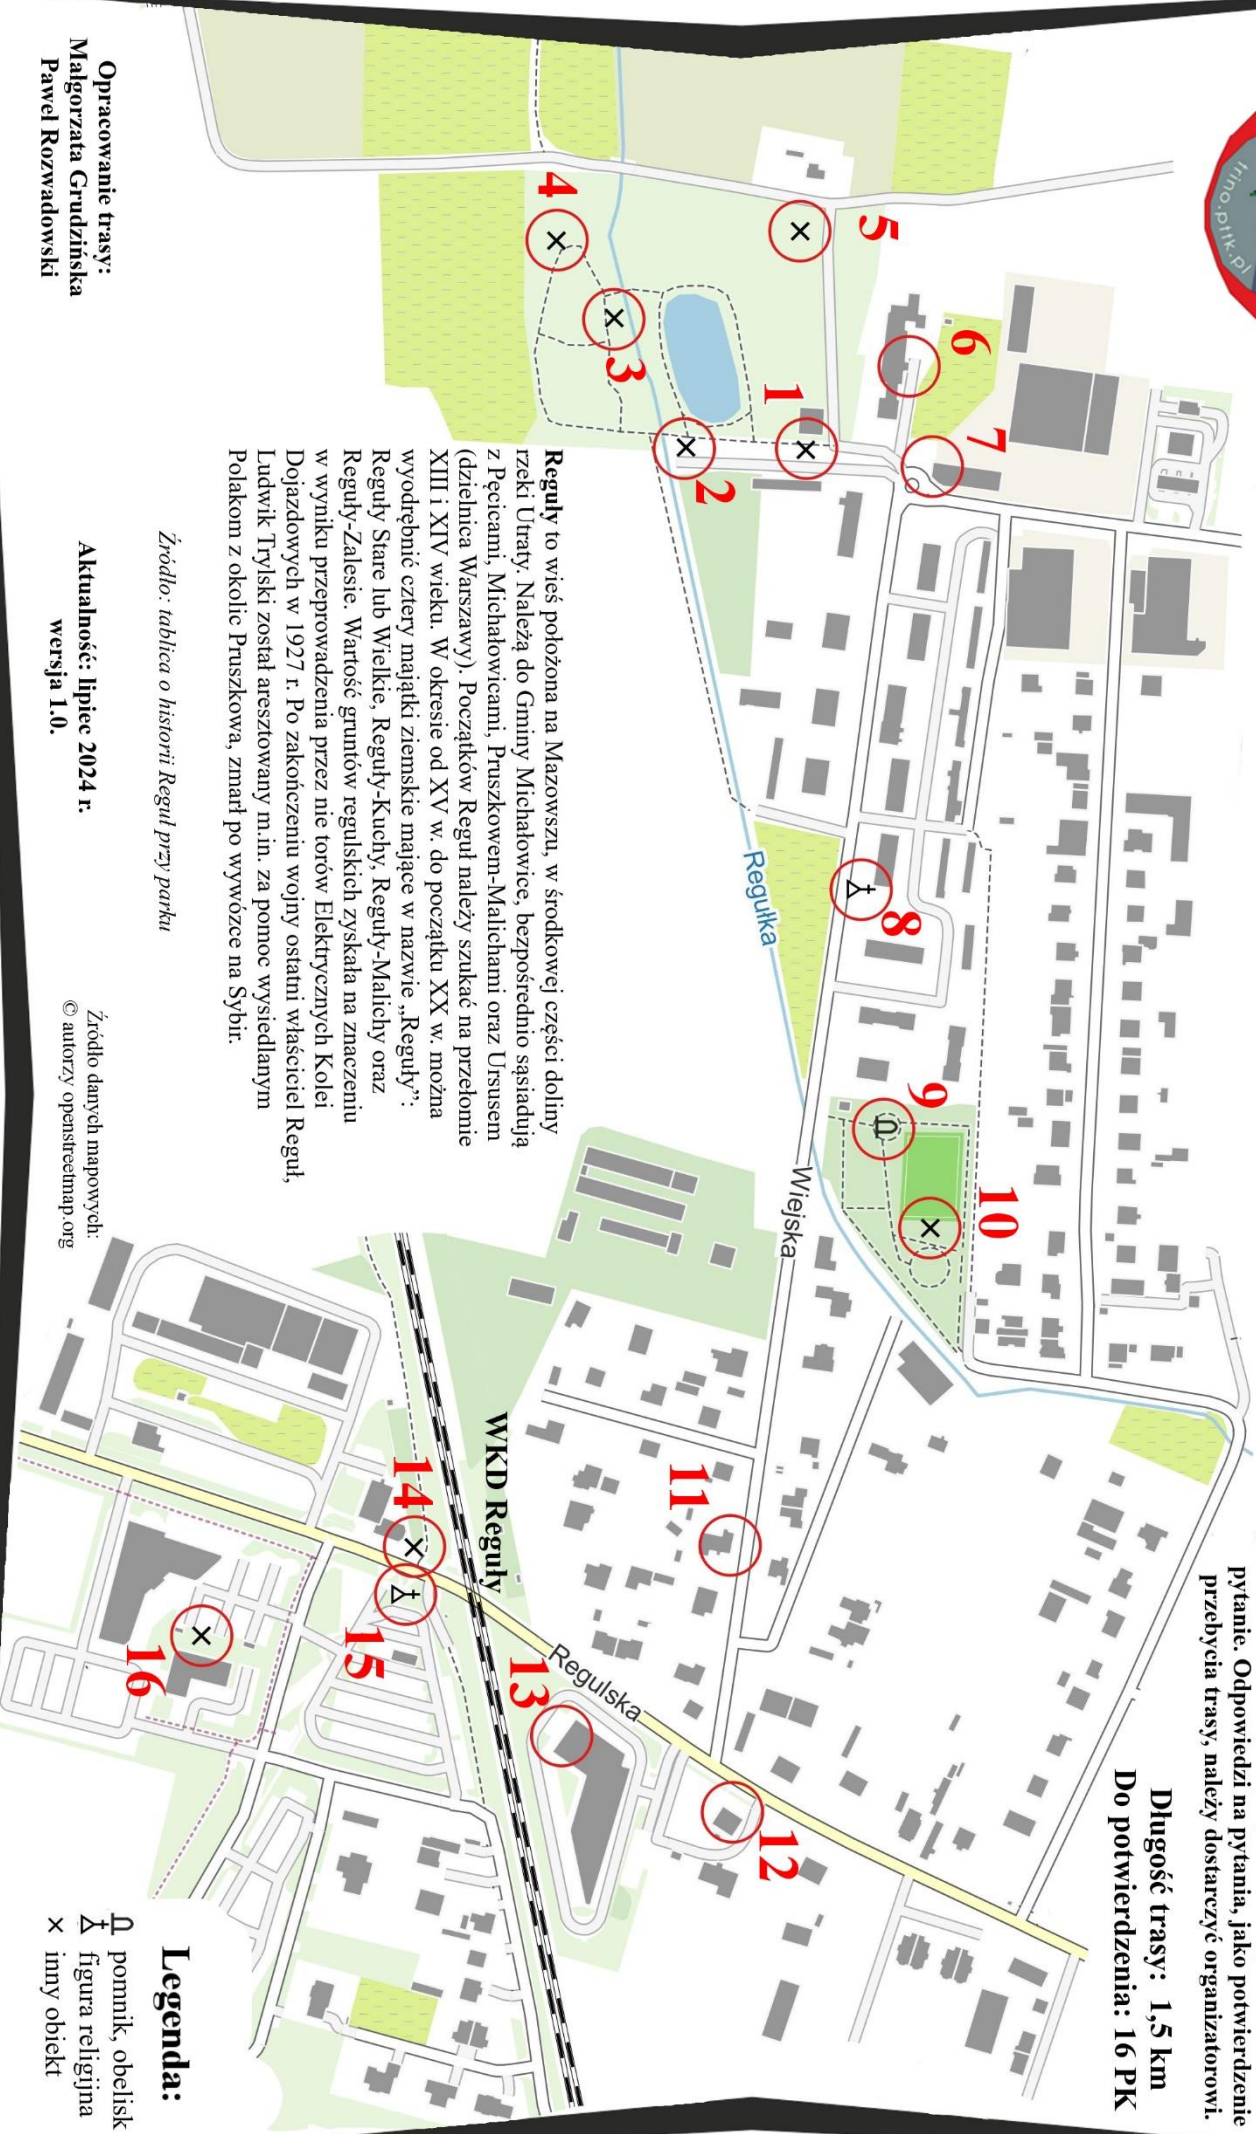 trino.pttk.pl
pytanie. Odpowiedzi na pytania, jako potwierdzenie
przebycia trasy, należy dostarczyć organizatorowi.
Długość trasy: 1,5 km
Do potwierdzenia: 16 PK
5
6
7
4
3
1
2
8
9
10
11
12
13
14
15
16
Regułka
Wiejska
Regulska
WKD Reguły
Reguły to wieś położona na Mazowszu, w środkowej części doliny
rzeki Utraty. Należą do Gminy Michałowice, bezpośrednio sąsiadują
z Pęcicami, Michałowicami, Pruszkowem-Malichami oraz Ursusem
(dzielnica Warszawy). Początków Reguł należy szukać na przełomie
XIII i XIV wieku. W okresie od XV w. do początku XX w. można
wyodrębnić cztery majątki ziemskie mające w nazwie „Reguły”:
Reguły Stare lub Wielkie, Reguły-Kuchy, Reguły-Malichy oraz
Reguły-Zalesie. Wartość gruntów regulskich zyskała na znaczeniu
w wyniku przeprowadzenia przez nie torów Elektrycznych Kolei
Dojazdowych w 1927 r. Po zakończeniu wojny ostatni właściciel Reguł,
Ludwik Trylski został aresztowany m.in. za pomoc wysiedlanym
Polakom z okolic Pruszkowa, zmarł po wywózce na Sybir.
Źródło: tablica o historii Reguł przy parku
Opracowanie trasy:
Małgorzata Grudzińska
Paweł Rozwadowski
Aktualność: lipiec 2024 r.
wersja 1.0.
Źródło danych mapowych:
© autorzy openstreetmap.org
Legenda:
pomnik, obelisk
figura religijna
inny obiekt